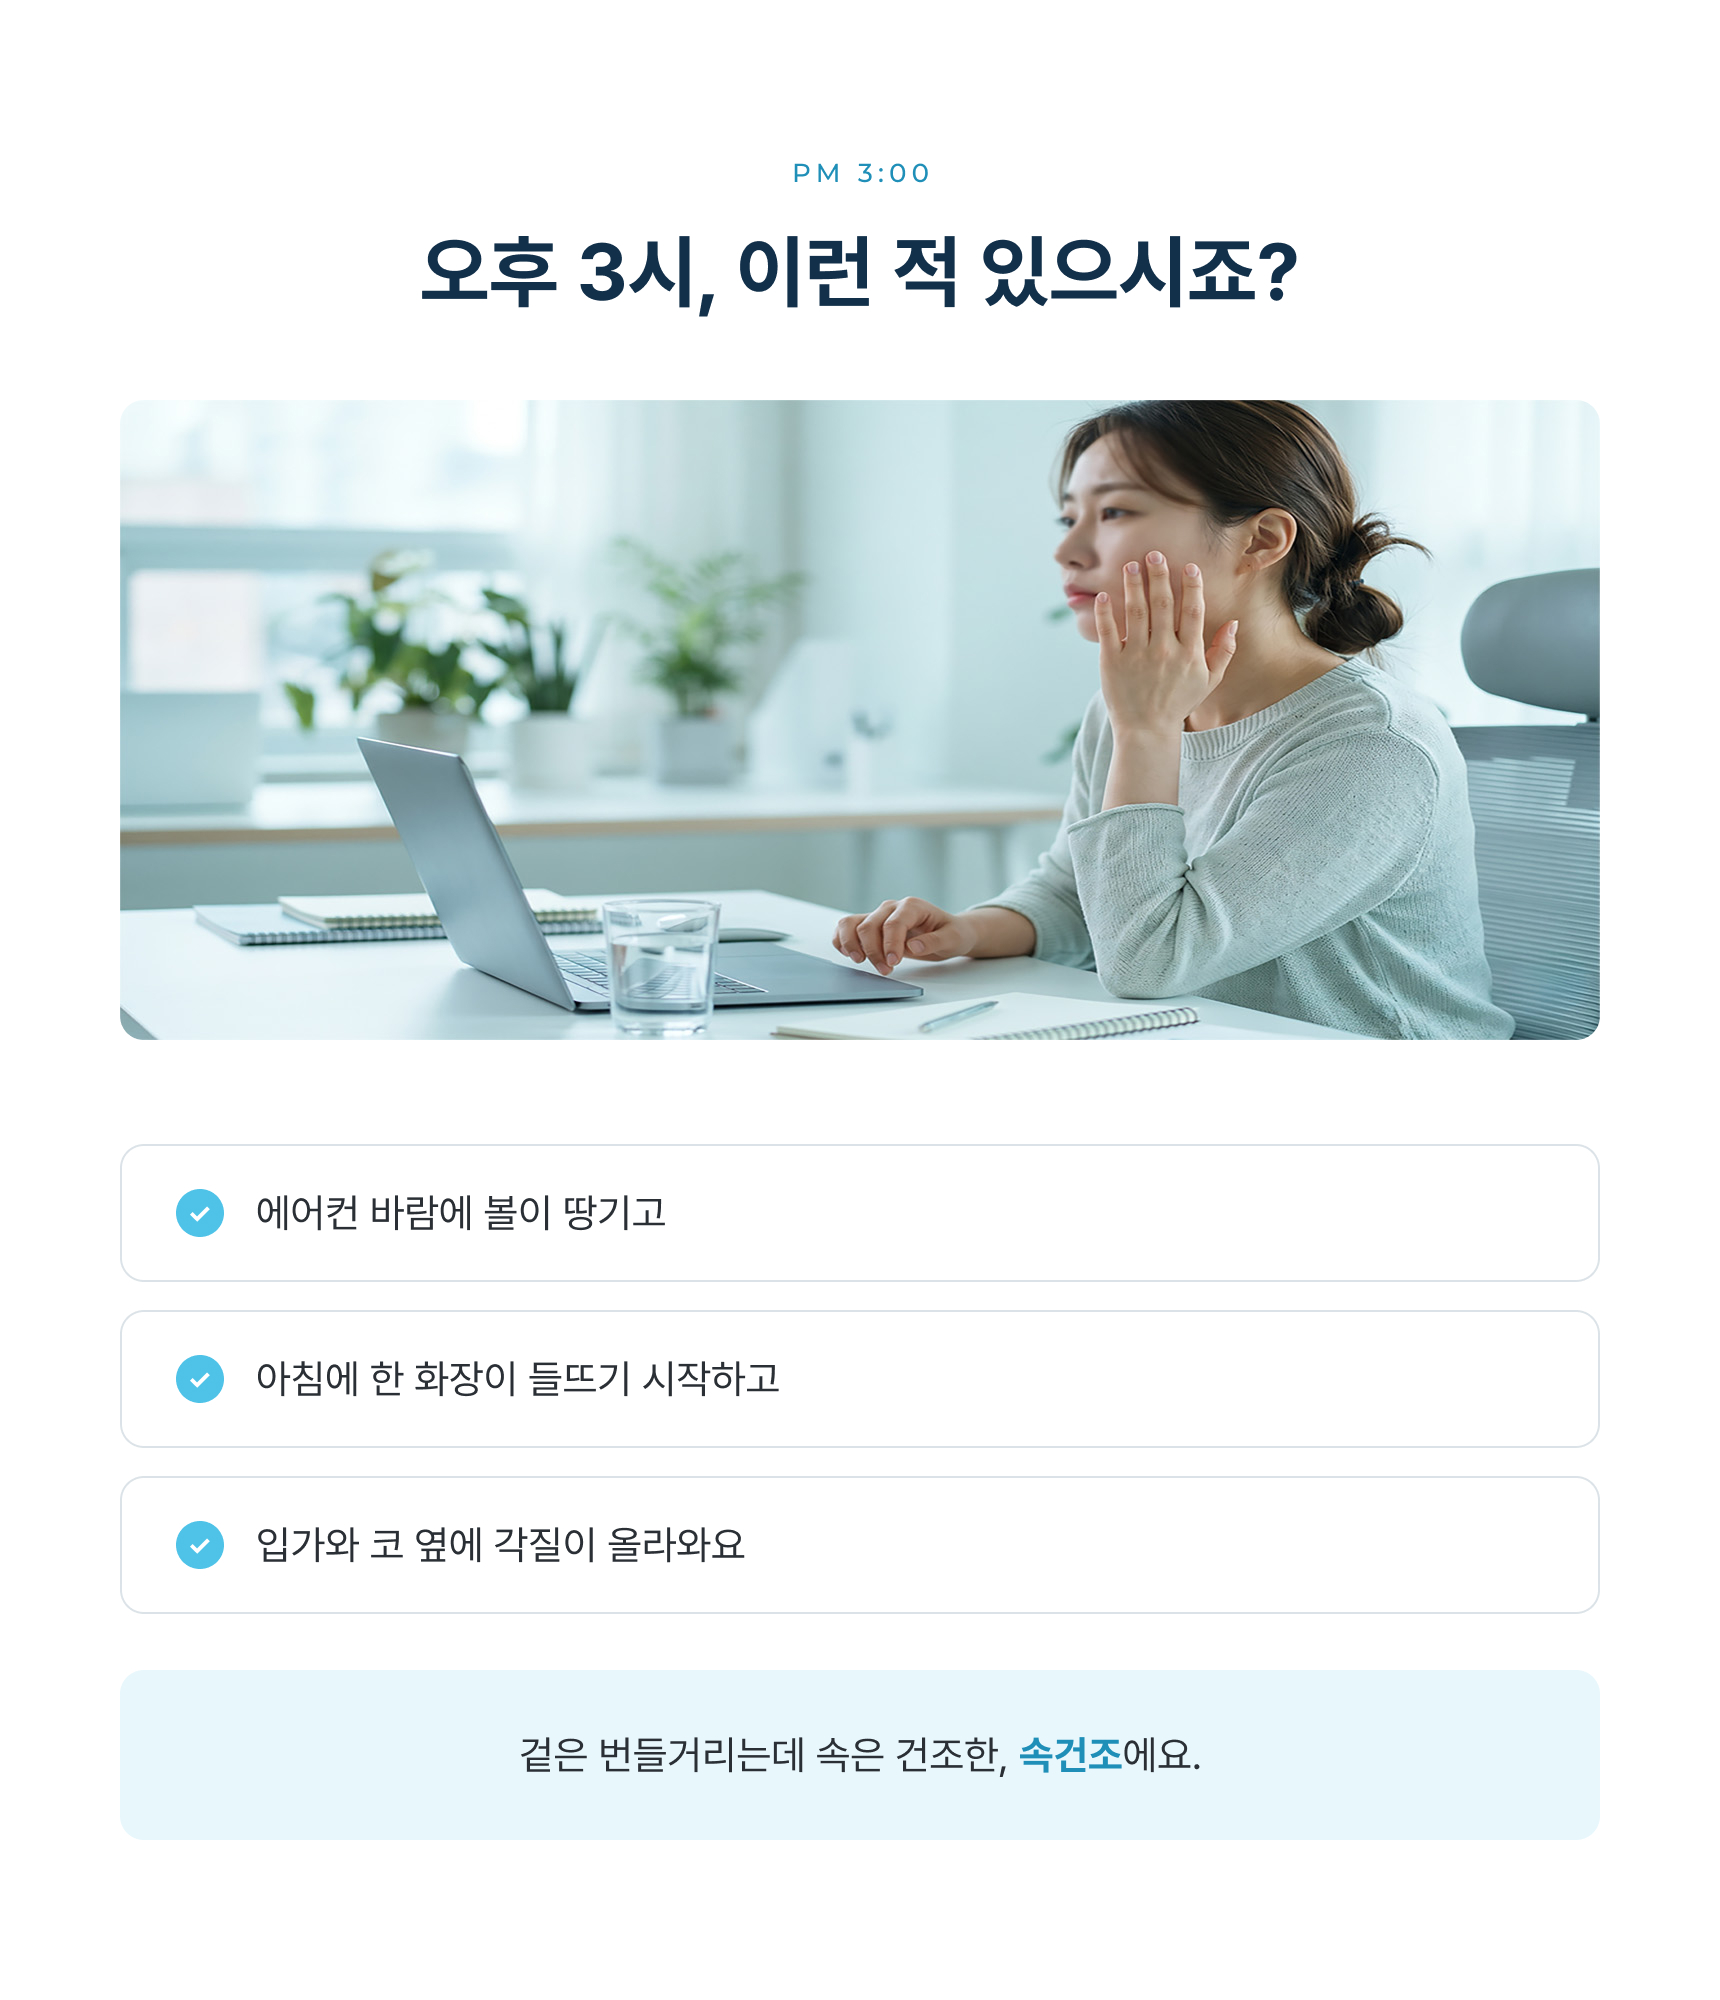 PM 3:00
오후 3시, 이런 적 있으시죠?
에어컨 바람에 볼이 땅기고
아침에 한 화장이 들뜨기 시작하고
입가와 코 옆에 각질이 올라와요
겉은 번들거리는데 속은 건조한, 속건조예요.